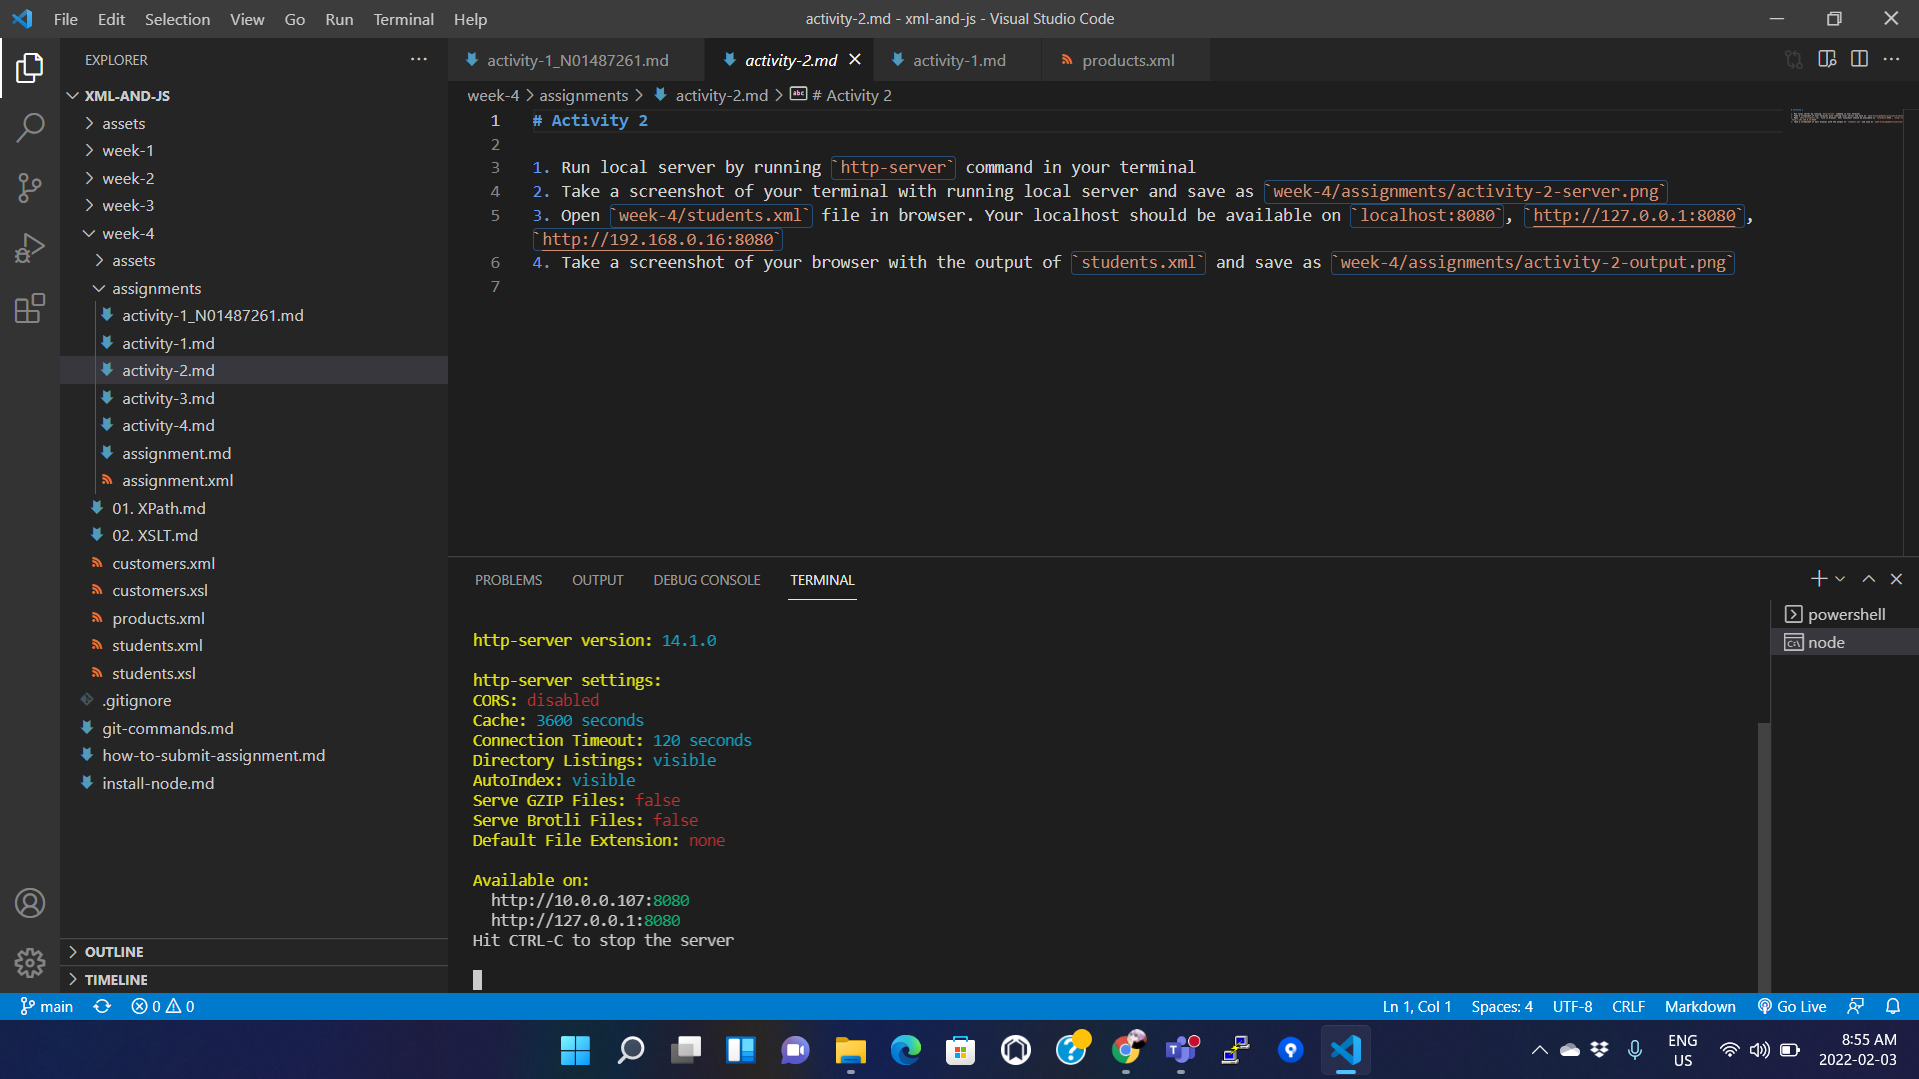 File Edit Selection View Go Run Terminal Help
activity-2.md - xml-and-js - Visual Studio Code
EXPLORER
XML-AND-JS
assets
week-1
week-2
week-3
week-4
assets
assignments
activity-1_N01487261.md
activity-1.md
activity-2.md
activity-3.md
activity-4.md
assignment.md
assignment.xml
01. XPath.md
02. XSLT.md
customers.xml
customers.xsl
products.xml
students.xml
students.xsl
.gitignore
git-commands.md
how-to-submit-assignment.md
install-node.md
OUTLINE
TIMELINE
activity-1_N01487261.md activity-2.md activity-1.md products.xml
week-4 > assignments > activity-2.md > # Activity 2
1 # Activity 2
2
3 1. Run local server by running `http-server` command in your terminal
4 2. Take a screenshot of your terminal with running local server and save as `week-4/assignments/activity-2-server.png`
5 3. Open `week-4/students.xml` file in browser. Your localhost should be available on `localhost:8080`, `http://127.0.0.1:8080`,
`http://192.168.0.16:8080`
6 4. Take a screenshot of your browser with the output of `students.xml` and save as `week-4/assignments/activity-2-output.png`
7
PROBLEMS OUTPUT DEBUG CONSOLE TERMINAL
powershell
node
http-server version: 14.1.0
http-server settings:
CORS: disabled
Cache: 3600 seconds
Connection Timeout: 120 seconds
Directory Listings: visible
AutoIndex: visible
Serve GZIP Files: false
Serve Brotli Files: false
Default File Extension: none
Available on:
http://10.0.0.107:8080
http://127.0.0.1:8080
Hit CTRL-C to stop the server
main 0 0 Ln 1, Col 1 Spaces: 4 UTF-8 CRLF Markdown Go Live
ENG
US
8:55 AM
2022-02-03